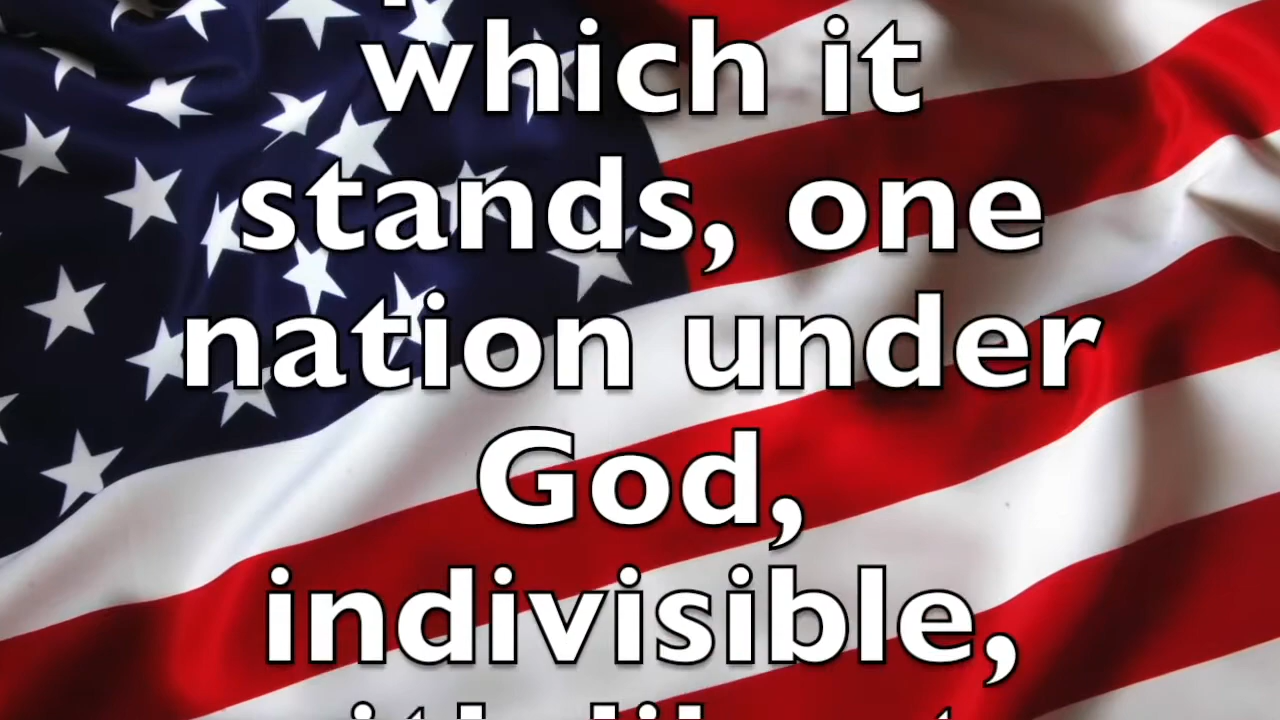 which it
stands, one
nation under
God,
indivisible,